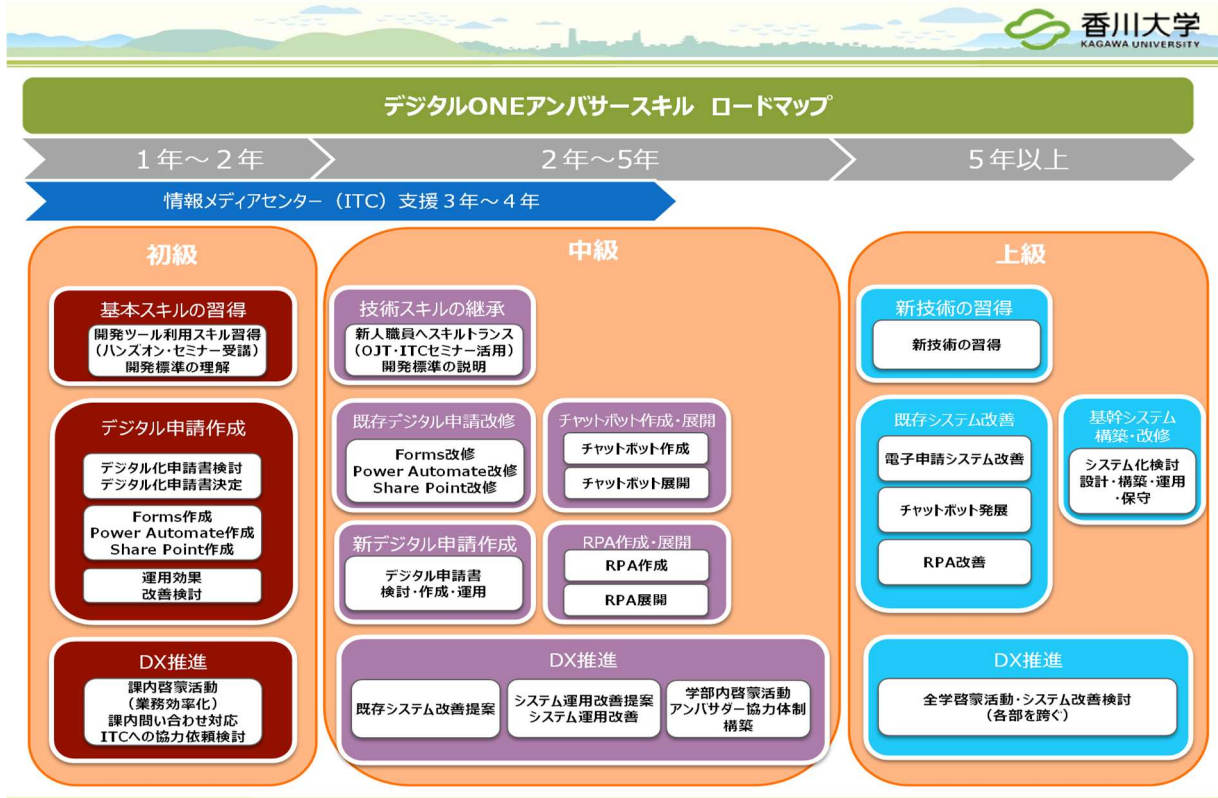 香川大学
KAGAWA UNIVERSITY
デジタルONEアンバサースキル ロードマップ
1年～2年
2年～5年
5年以上
情報メディアセンター（ITC）支援3年～4年
初級
基本スキルの習得
開発ツール利用スキル習得
（ハンズオン・セミナー受講）
開発標準の理解
デジタル申請作成
デジタル化申請書検討
デジタル化申請書決定
Forms作成
Power Automate作成
Share Point作成
運用効果
改善検討
DX推進
課内啓蒙活動
（業務効率化）
課内問い合わせ対応
ITCへの協力依頼検討
中級
技術スキルの継承
新人職員へスキルトランス
（OJT・ITCセミナー活用）
開発標準の説明
既存デジタル申請改修
Forms改修
Power Automate改修
Share Point改修
チャットボット作成・展開
チャットボット作成
チャットボット展開
新デジタル申請作成
デジタル申請書
検討・作成・運用
RPA作成・展開
RPA作成
RPA展開
DX推進
既存システム改善提案
システム運用改善提案
システム運用改善
学部内啓蒙活動
アンバサダー協力体制
構築
上級
新技術の習得
新技術の習得
既存システム改善
電子申請システム改善
チャットボット発展
RPA改善
基幹システム
構築・改修
システム化検討
設計・構築・運用
・保守
DX推進
全学啓蒙活動・システム改善検討
（各部を跨ぐ）